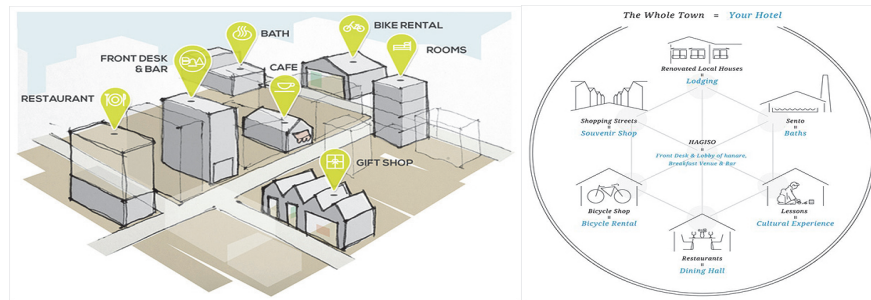 BATH
BIKE RENTAL
FRONT DESK
& BAR
ROOMS
CAFE
RESTAURANT
GIFT SHOP
The Whole Town = Your Hotel
Renovated Local Houses
=
Lodging
Shopping Streets
=
Souvenir Shop
Sento
=
Baths
HAGISO
=
Front Desk & Lobby of hanare,
Breakfast Venue & Bar
Bicycle Shop
=
Bicycle Rental
Lessons
=
Cultural Experience
Restaurants
=
Dining Hall